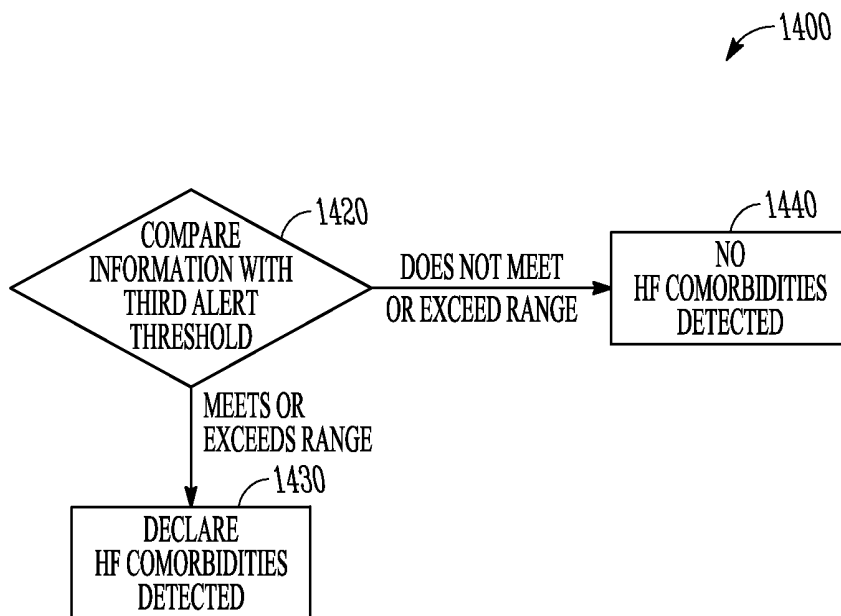 1400
1420
COMPARE
INFORMATION WITH
THIRD ALERT
THRESHOLD
DOES NOT MEET
OR EXCEED RANGE
1440
NO
HF COMORBIDITIES
DETECTED
MEETS OR
EXCEEDS RANGE
1430
DECLARE
HF COMORBIDITIES
DETECTED